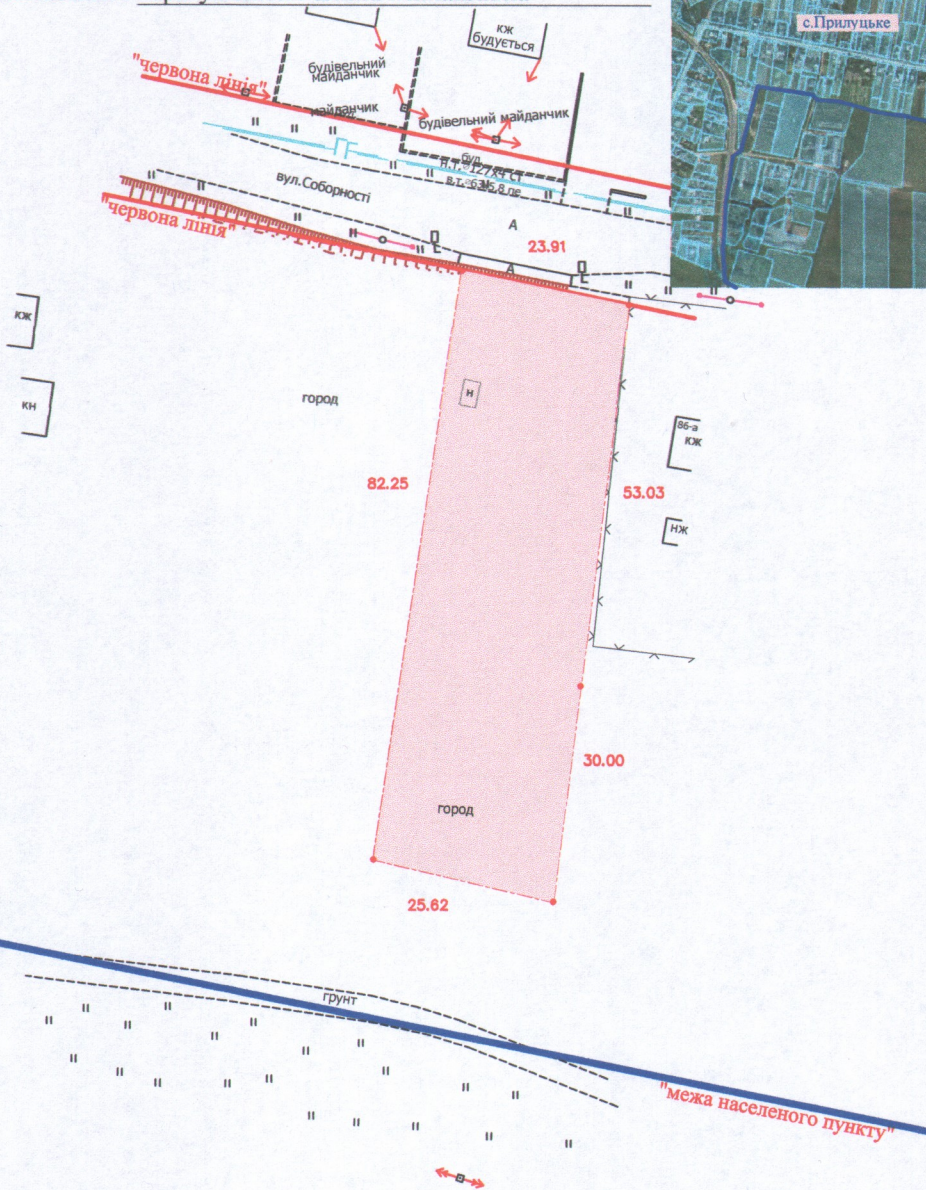 с.Прилуцьке
кж
будується
"червона лінія"
будівельний
майданчик
майданчик
будівельний майданчик
буд.
вул.Соборності
А
"червона лінія"
23.91
А
кж
кн
город
н
86-а
кж
82.25
53.03
нж
30.00
город
25.62
грунт
"межа населеного пункту"